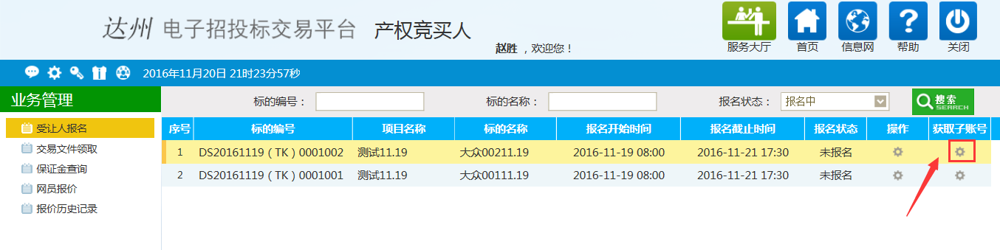 达州 电子招投标交易平台 产权竞买人
赵胜 ，欢迎您！
服务大厅 首页 信息网 帮助 关闭
2016年11月20日 21时23分57秒
业务管理
受让人报名
交易文件领取
保证金查询
网员报价
报价历史记录
标的编号： 标的名称： 报名状态： 报名中 搜索
SEARCH
序号 标的编号 项目名称 标的名称 报名开始时间 报名截止时间 报名状态 操作 获取子账号
1 DS20161119（TK）0001002 测试11.19 大众00211.19 2016-11-19 08:00 2016-11-21 17:30 未报名
2 DS20161119（TK）0001001 测试11.19 大众00111.19 2016-11-19 08:00 2016-11-21 17:30 未报名